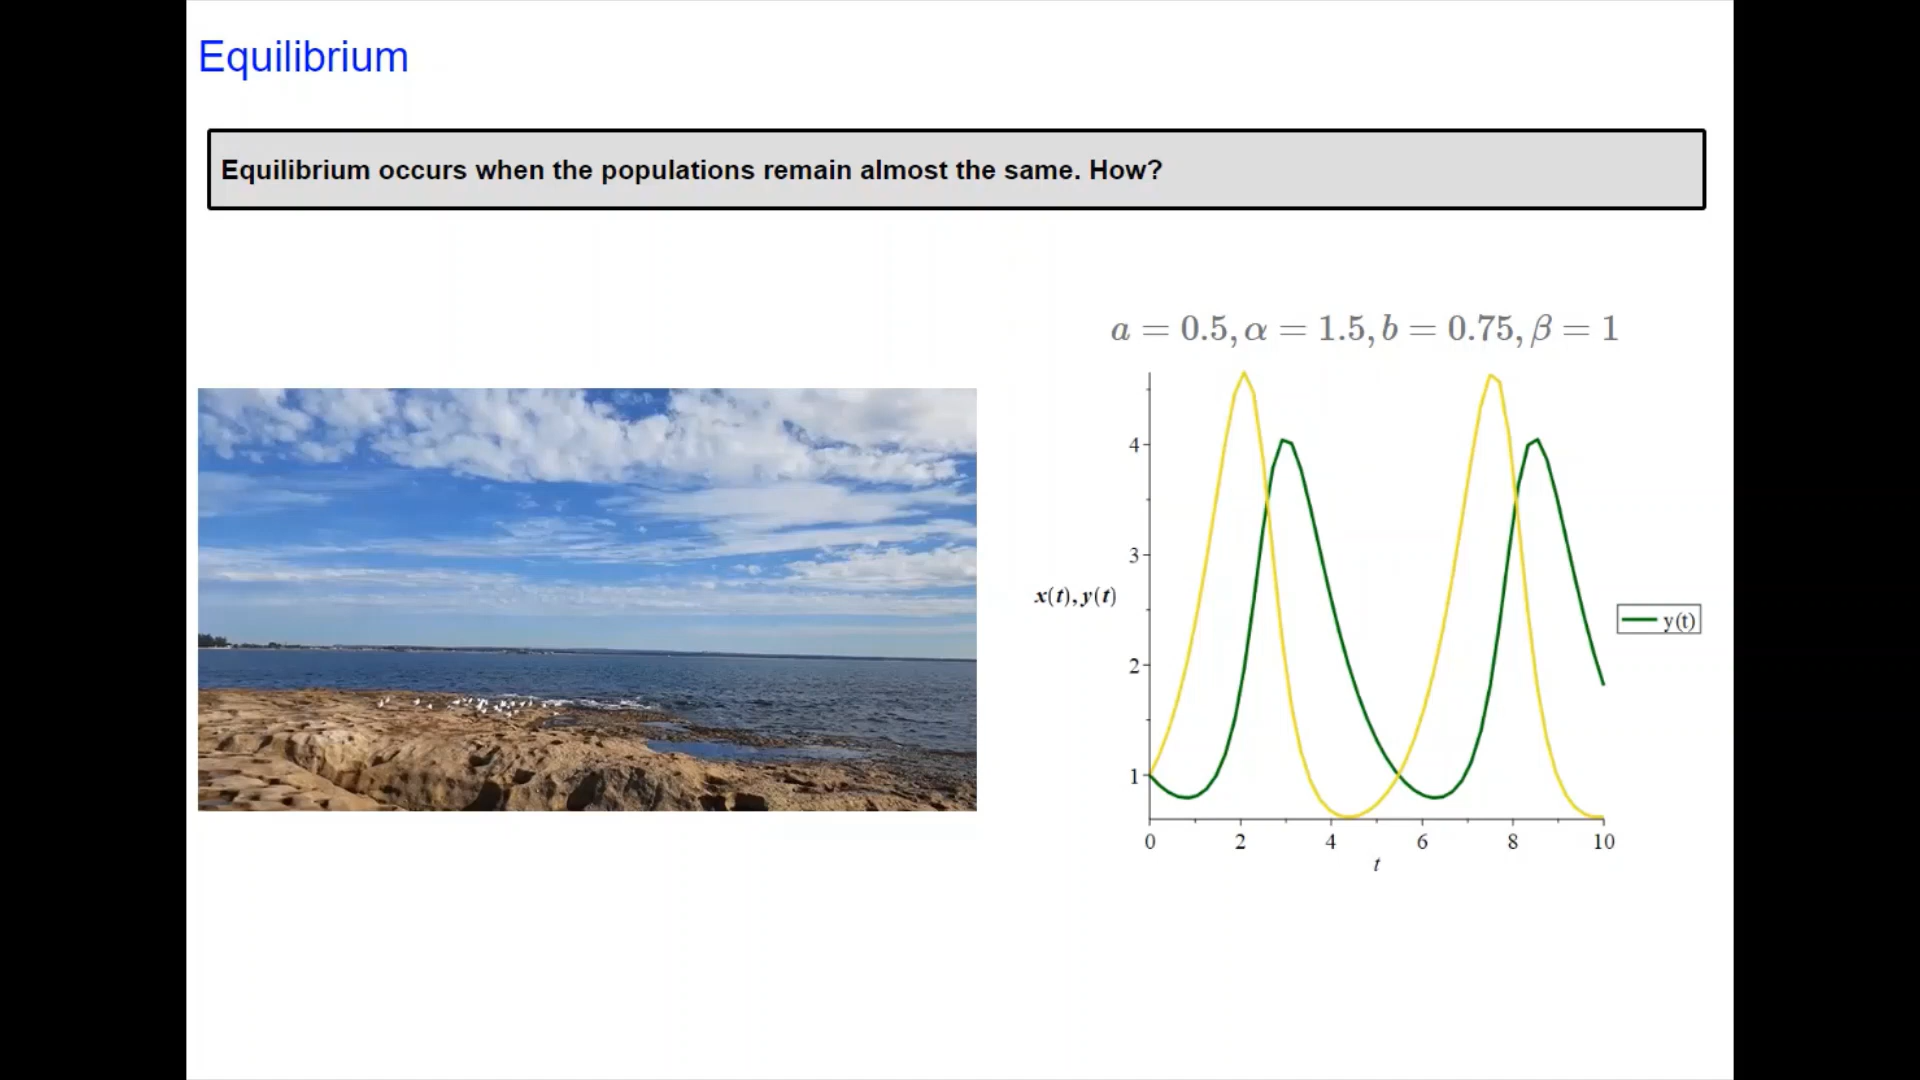 Equilibrium
Equilibrium occurs when the populations remain almost the same. How?
a = 0.5, α = 1.5, b = 0.75, β = 1
4
3
x(t), y(t)
y(t)
2
1
0 2 4 6 8 10
t